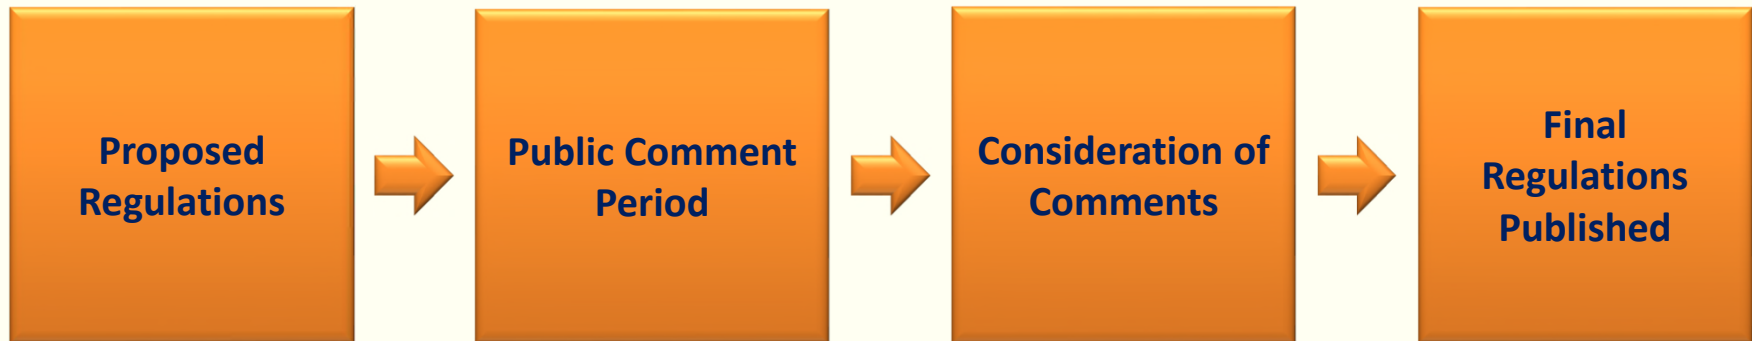 Proposed
Regulations
Public Comment
Period
Consideration of
Comments
Final
Regulations
Published